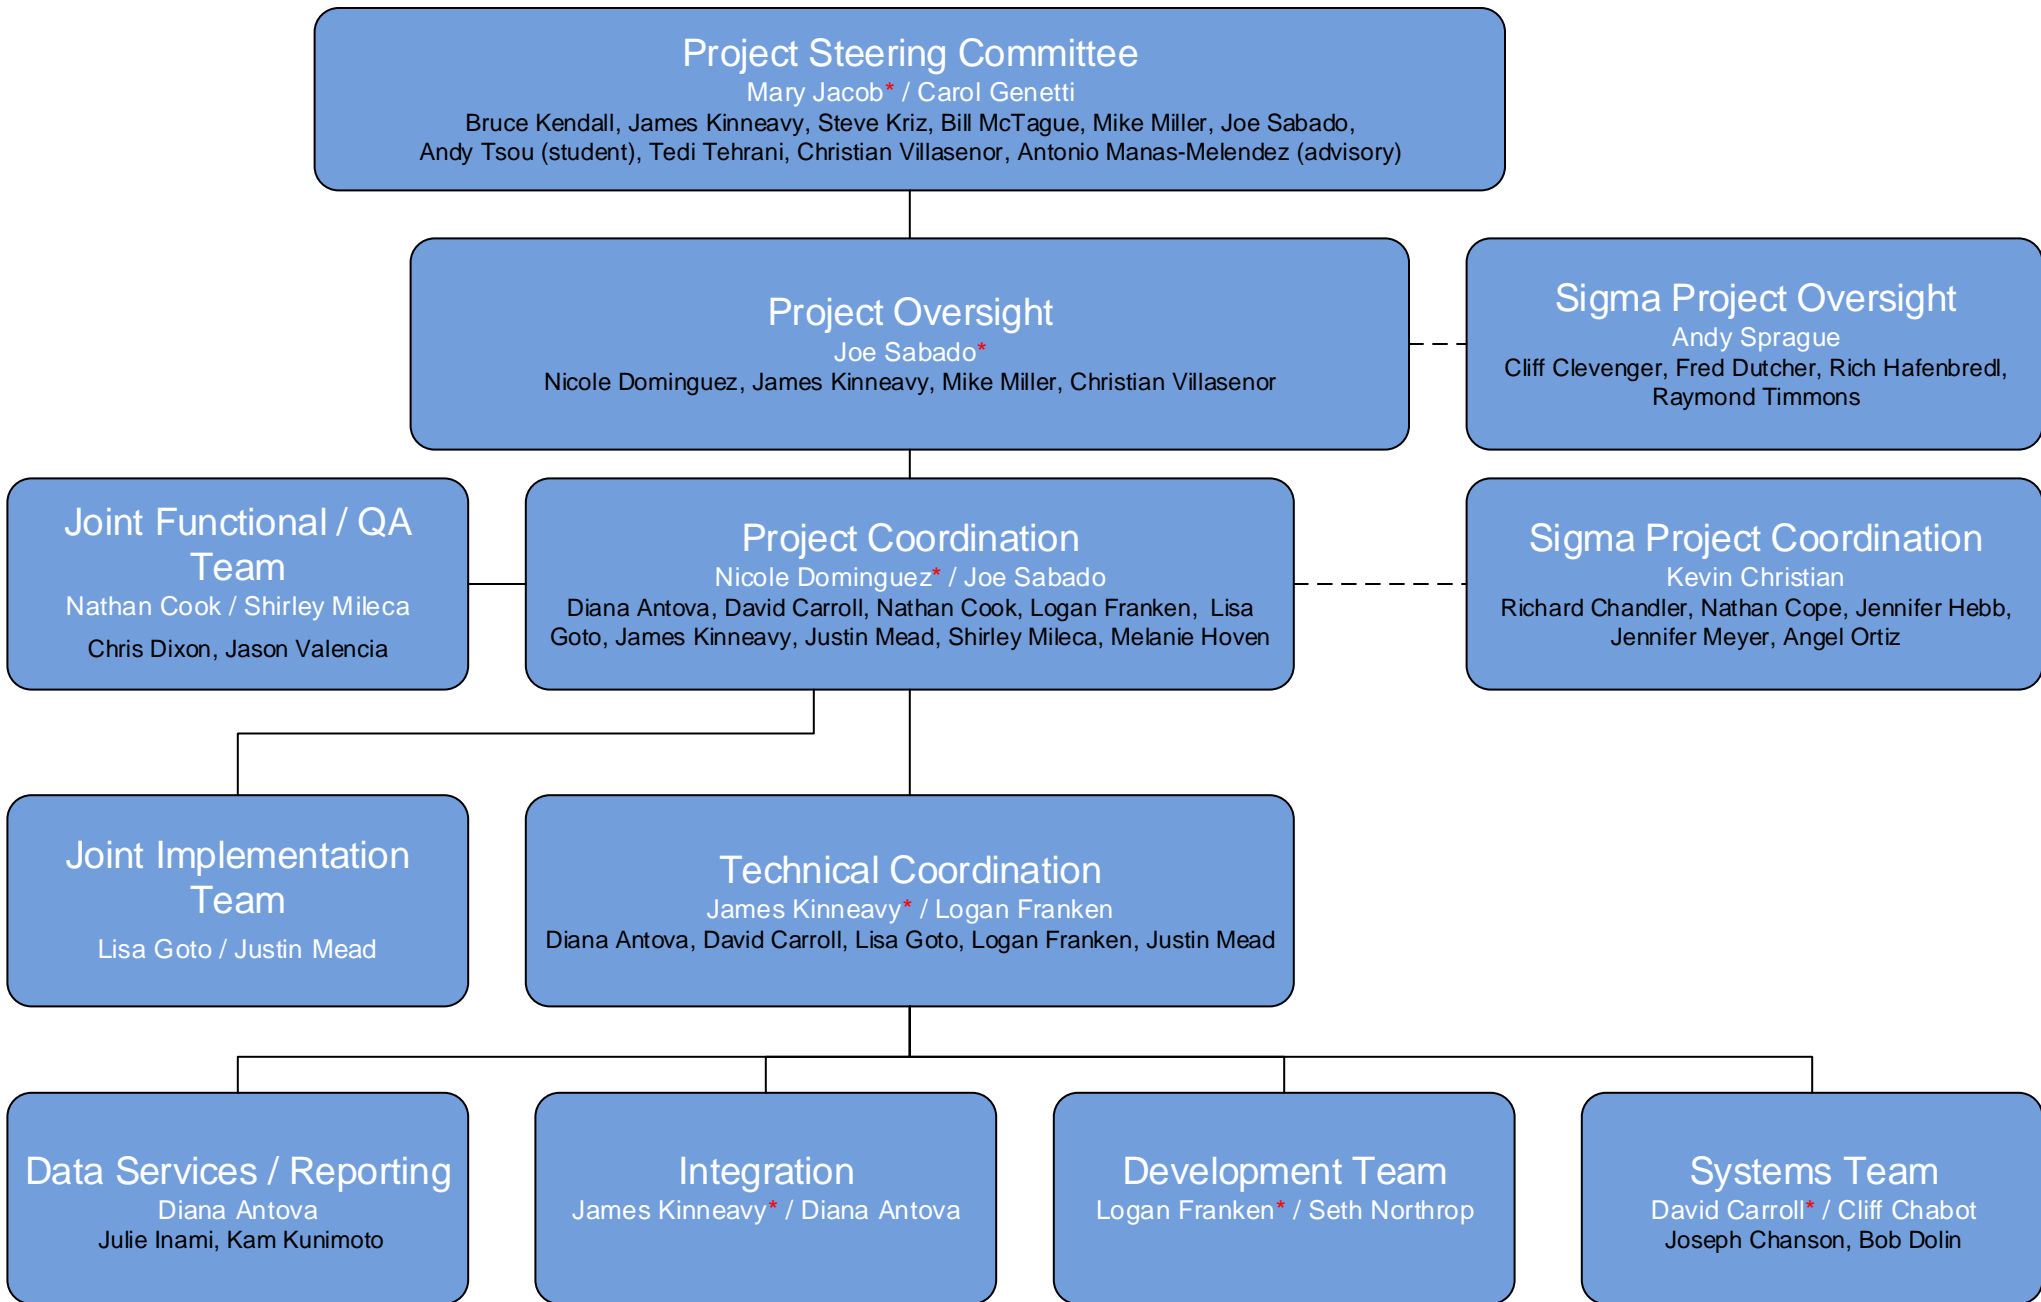 Project Steering Committee
Mary Jacob* / Carol Genetti
Bruce Kendall, James Kinneavy, Steve Kriz, Bill McTague, Mike Miller, Joe Sabado,
Andy Tsou (student), Tedi Tehrani, Christian Villasenor, Antonio Manas-Melendez (advisory)
Project Oversight
Joe Sabado*
Nicole Dominguez, James Kinneavy, Mike Miller, Christian Villasenor
Sigma Project Oversight
Andy Sprague
Cliff Clevenger, Fred Dutcher, Rich Hafenbredl,
Raymond Timmons
Joint Functional / QA
Team
Nathan Cook / Shirley Mileca
Chris Dixon, Jason Valencia
Project Coordination
Nicole Dominguez* / Joe Sabado
Diana Antova, David Carroll, Nathan Cook, Logan Franken, Lisa
Goto, James Kinneavy, Justin Mead, Shirley Mileca, Melanie Hoven
Sigma Project Coordination
Kevin Christian
Richard Chandler, Nathan Cope, Jennifer Hebb,
Jennifer Meyer, Angel Ortiz
Joint Implementation
Team
Lisa Goto / Justin Mead
Technical Coordination
James Kinneavy* / Logan Franken
Diana Antova, David Carroll, Lisa Goto, Logan Franken, Justin Mead
Data Services / Reporting
Diana Antova
Julie Inami, Kam Kunimoto
Integration
James Kinneavy* / Diana Antova
Development Team
Logan Franken* / Seth Northrop
Systems Team
David Carroll* / Cliff Chabot
Joseph Chanson, Bob Dolin